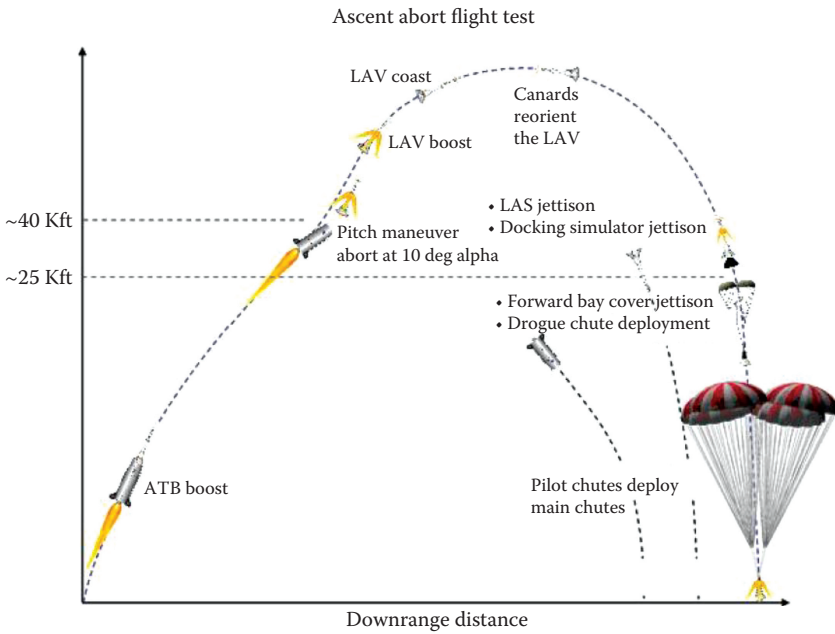 Ascent abort flight test
LAV coast
Canards
reorient
the LAV
LAV boost
~40 Kft
• LAS jettison
• Docking simulator jettison
Pitch maneuver
abort at 10 deg alpha
~25 Kft
• Forward bay cover jettison
• Drogue chute deployment
ATB boost
Pilot chutes deploy
main chutes
Downrange distance